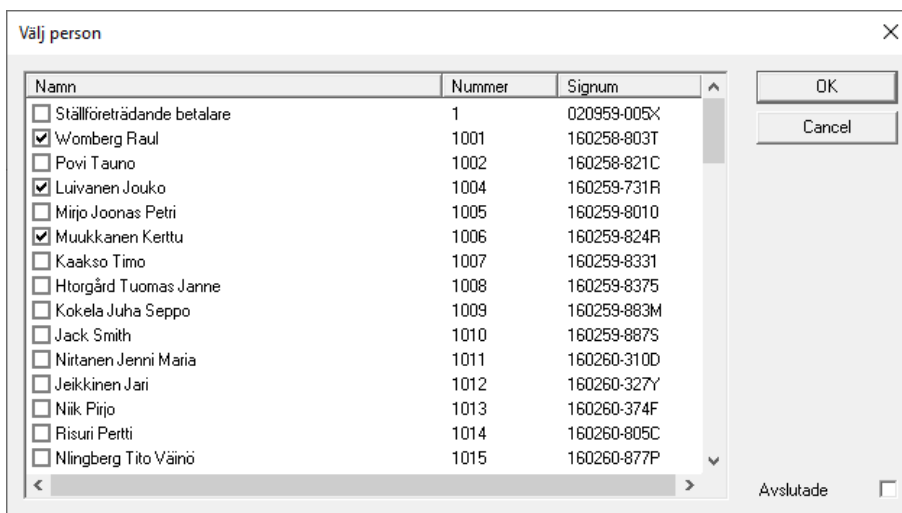 Välj person
Namn Nummer Signum
Ställföreträdande betalare 1 020959-005X
Womberg Raul 1001 160258-803T
Povi Tauno 1002 160258-821C
Luivanen Jouko 1004 160259-731R
Mirjo Joonas Petri 1005 160259-8010
Muukkanen Kerttu 1006 160259-824R
Kaakso Timo 1007 160259-8331
Htorgård Tuomas Janne 1008 160259-8375
Kokela Juha Seppo 1009 160259-883M
Jack Smith 1010 160259-887S
Nirtanen Jenni Maria 1011 160260-310D
Jeikkinen Jari 1012 160260-327Y
Niik Pirjo 1013 160260-374F
Risuri Pertti 1014 160260-805C
Nlingberg Tito Väinö 1015 160260-877P
OK
Cancel
Avslutade